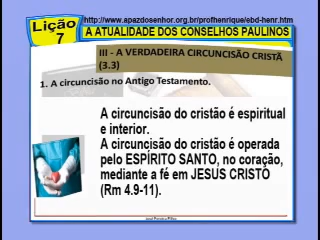 Lição
7
http://www.apazdosenhor.org.br/profhenrique/ebd-henr.htm
A ATUALIDADE DOS CONSELHOS PAULINOS
III - A VERDADEIRA CIRCUNCISÃO CRISTÃ
(3.3)
1. A circuncisão no Antigo Testamento.
A circuncisão do cristão é espiritual
e interior.
A circuncisão do cristão é operada
pelo ESPÍRITO SANTO, no coração,
mediante a fé em JESUS CRISTO
(Rm 4.9-11).